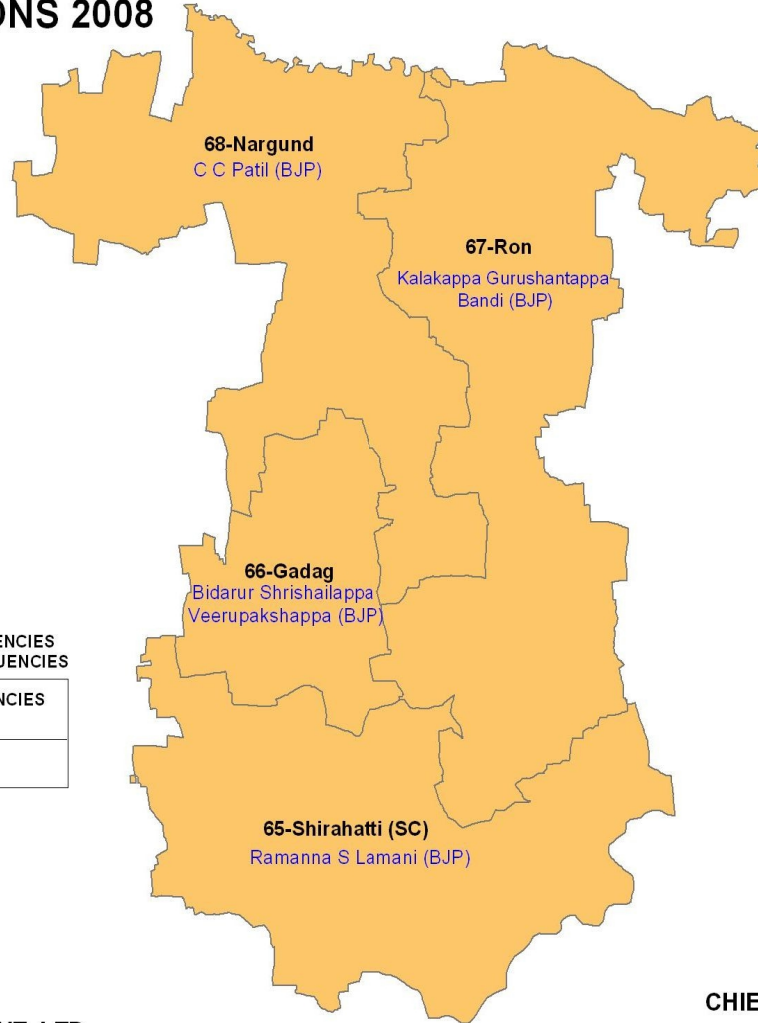 ONS 2008
68-Nargund
C C Patil (BJP)
67-Ron
Kalakappa Gurushantappa
Bandi (BJP)
66-Gadag
Bidarur Shrishailappa
Veerupakshappa (BJP)
ENCIES
UENCIES
NCIES
65-Shirahatti (SC)
Ramanna S Lamani (BJP)
CHIE